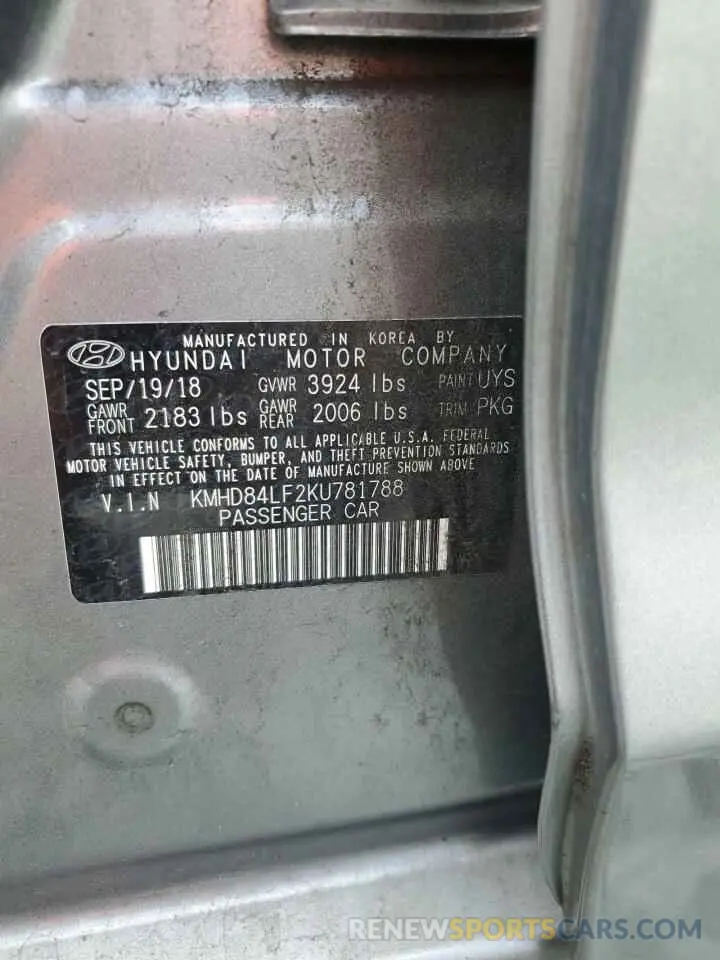 MANUFACTURED IN KOREA BY
HYUNDAI MOTOR COMPANY
SEP/19/18 GVWR 3924 lbs PAINT UYS
GAWR FRONT 2183 lbs GAWR REAR 2006 lbs TRIM PKG
THIS VEHICLE CONFORMS TO ALL APPLICABLE U.S.A. FEDERAL
MOTOR VEHICLE SAFETY, BUMPER, AND THEFT PREVENTION STANDARDS
IN EFFECT ON THE DATE OF MANUFACTURE SHOWN ABOVE
V.I.N KMHD84LF2KU781788
PASSENGER CAR
RENEWSPORTSCARS.COM